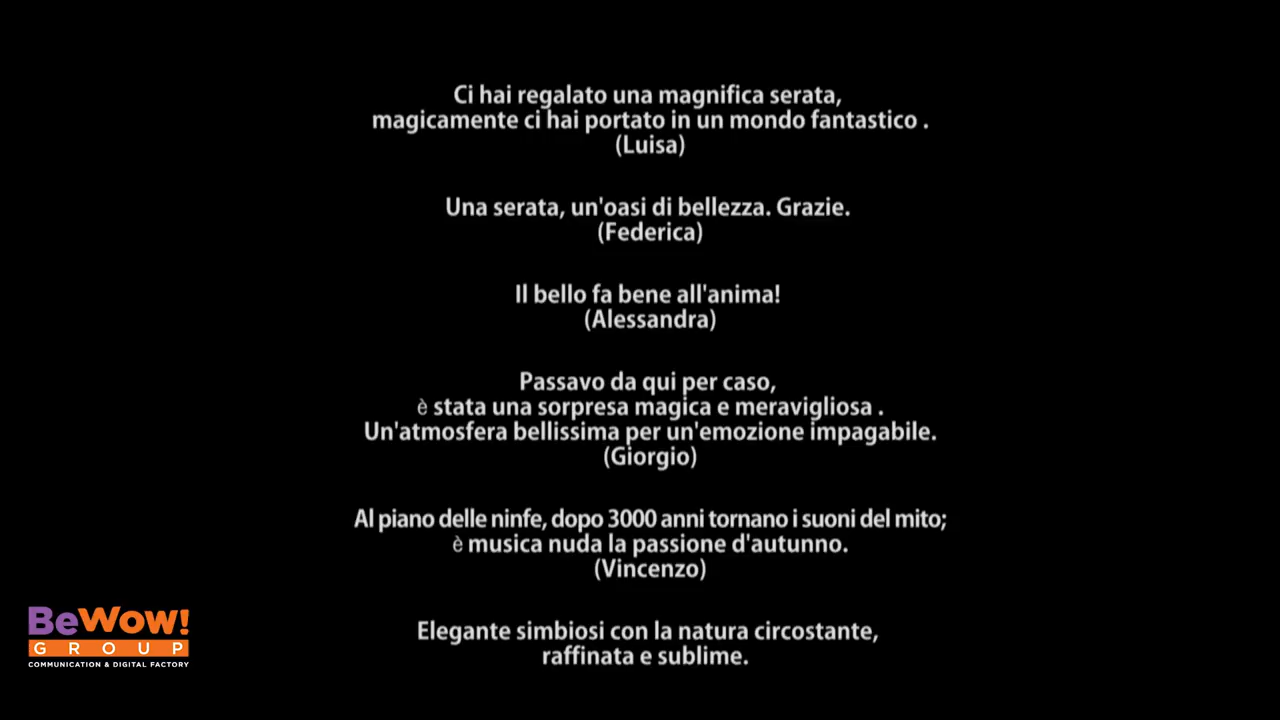 Ci hai regalato una magnifica serata,
magicamente ci hai portato in un mondo fantastico .
(Luisa)
Una serata, un'oasi di bellezza. Grazie.
(Federica)
Il bello fa bene all'anima!
(Alessandra)
Passavo da qui per caso,
è stata una sorpresa magica e meravigliosa .
Un'atmosfera bellissima per un'emozione impagabile.
(Giorgio)
Al piano delle ninfe, dopo 3000 anni tornano i suoni del mito;
è musica nuda la passione d'autunno.
(Vincenzo)
Elegante simbiosi con la natura circostante,
raffinata e sublime.
BeWow!
GROUP
COMMUNICATION & DIGITAL FACTORY